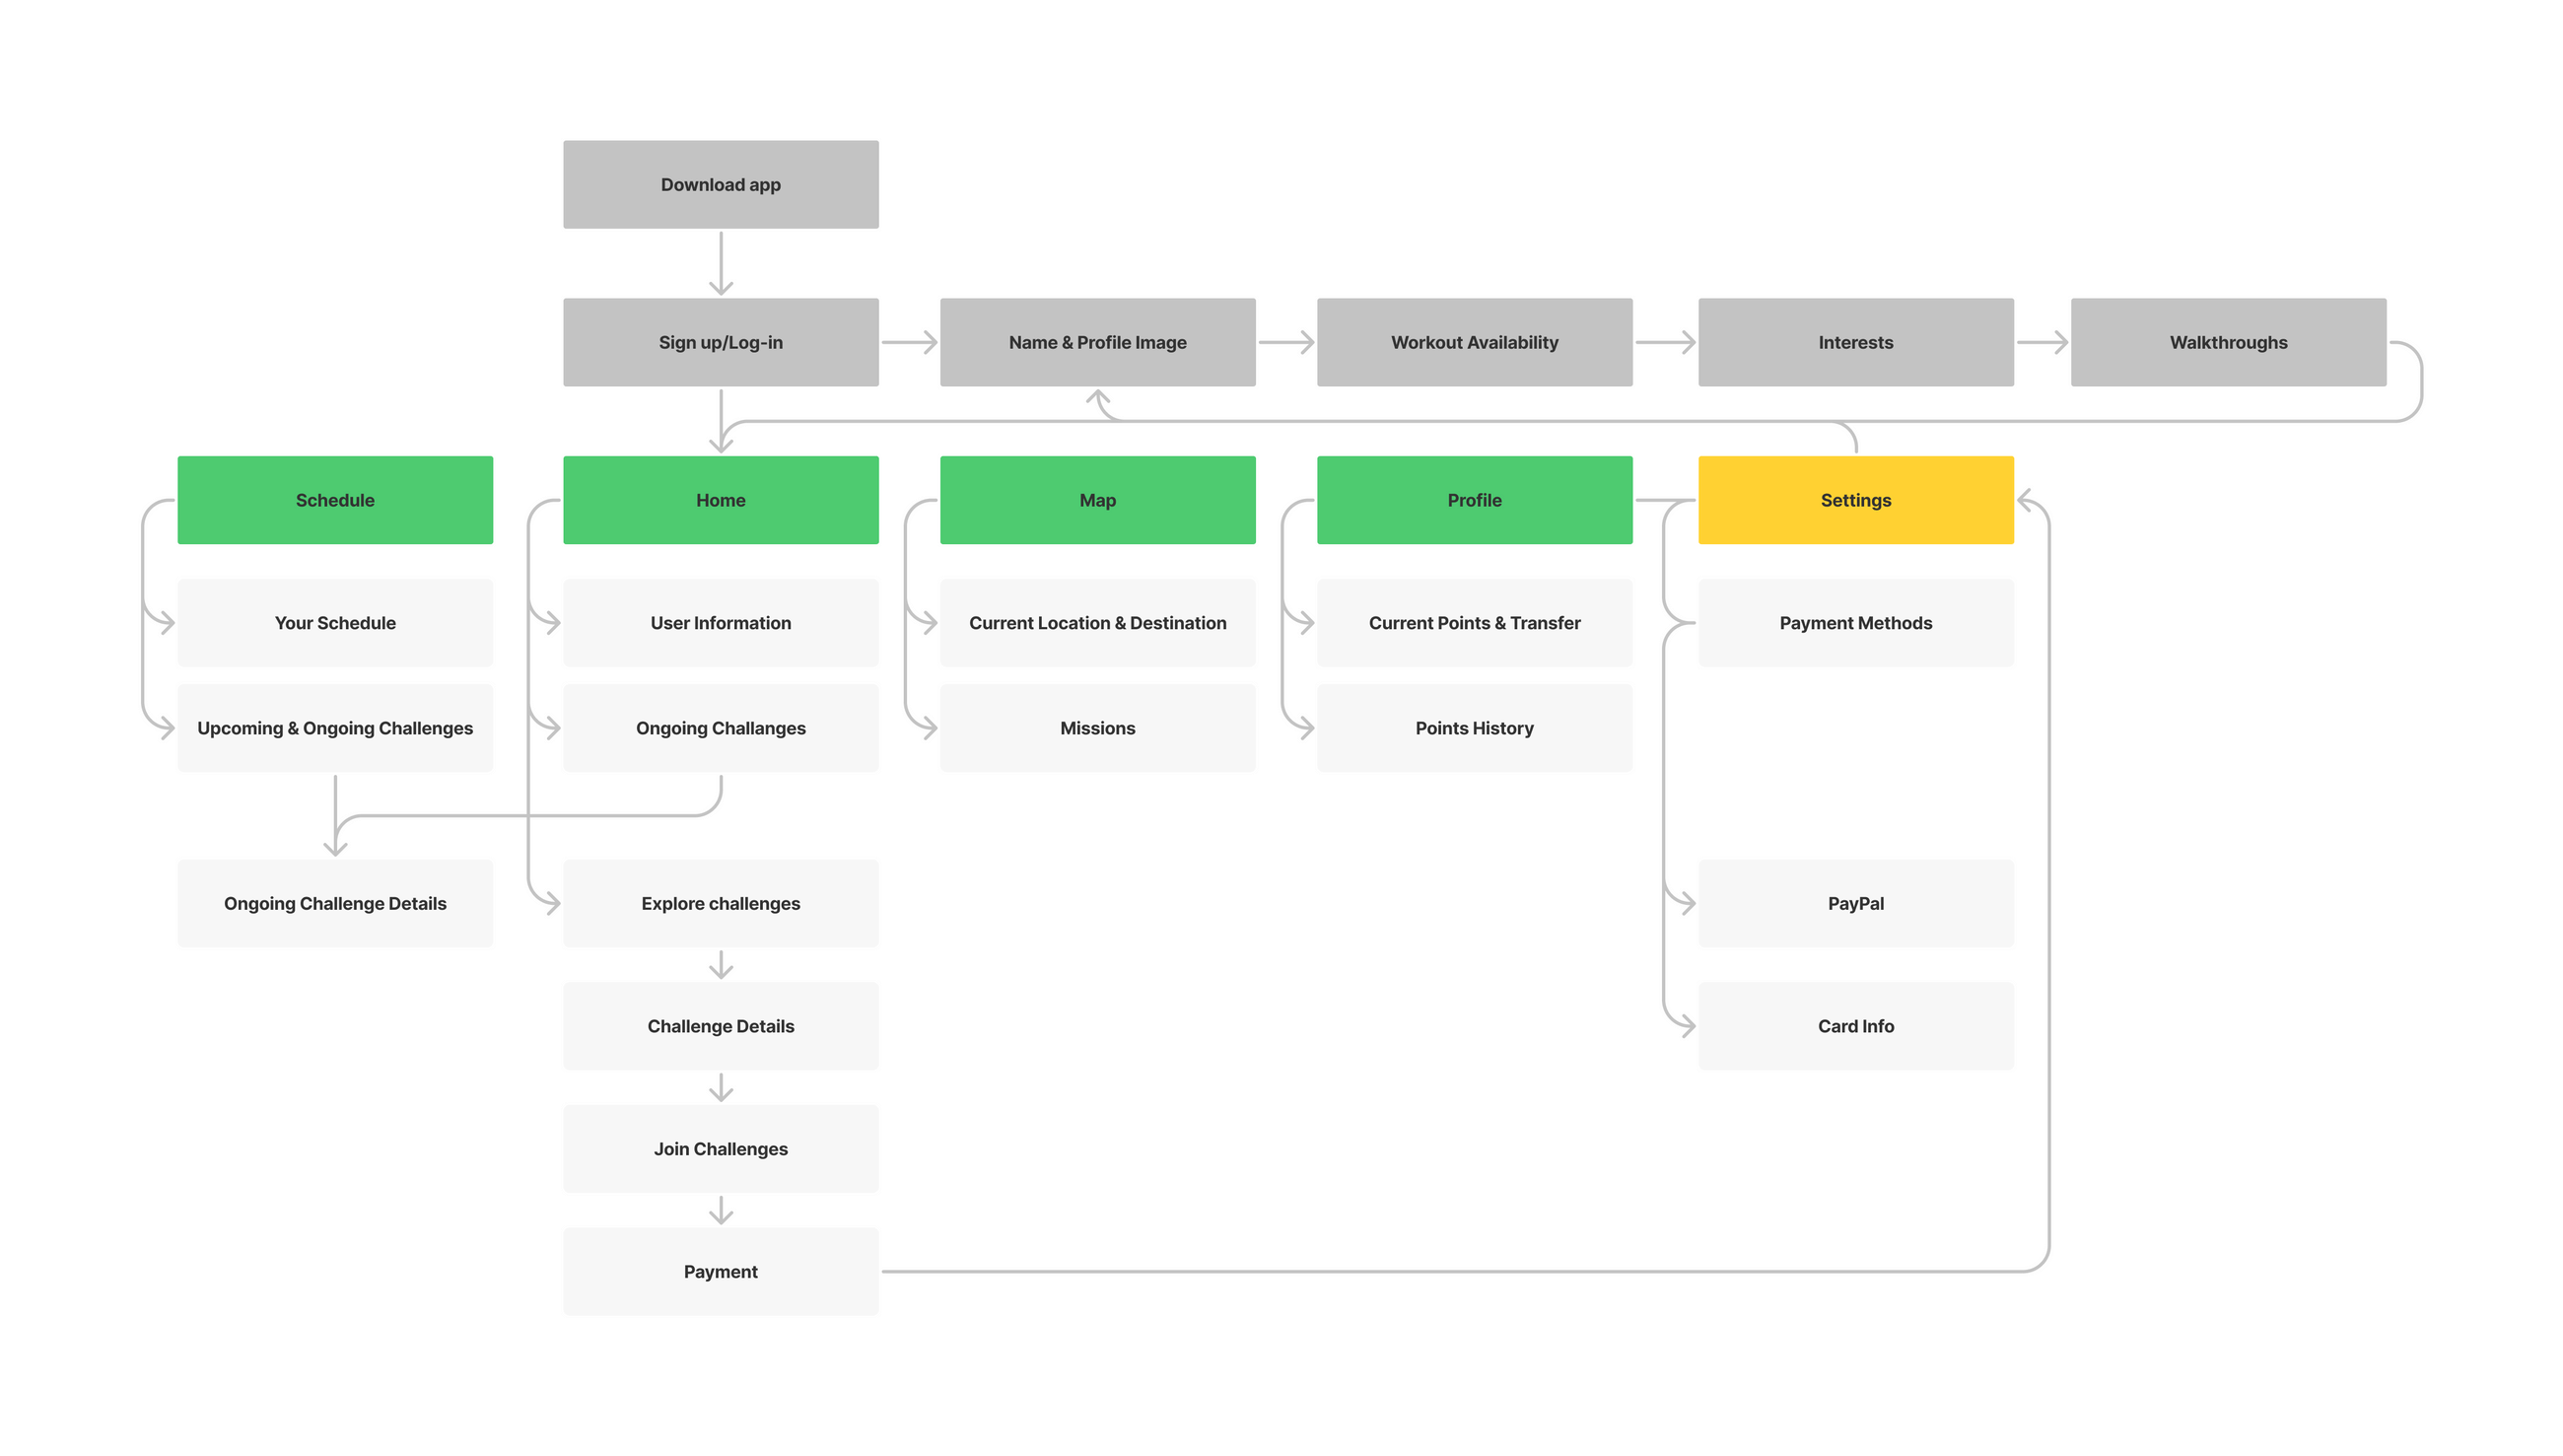 Download app
Sign up/Log-in
Name & Profile Image
Workout Availability
Interests
Walkthroughs
Schedule
Home
Map
Profile
Settings
Your Schedule
User Information
Current Location & Destination
Current Points & Transfer
Payment Methods
Upcoming & Ongoing Challenges
Ongoing Challanges
Missions
Points History
Ongoing Challenge Details
Explore challenges
PayPal
Challenge Details
Card Info
Join Challenges
Payment